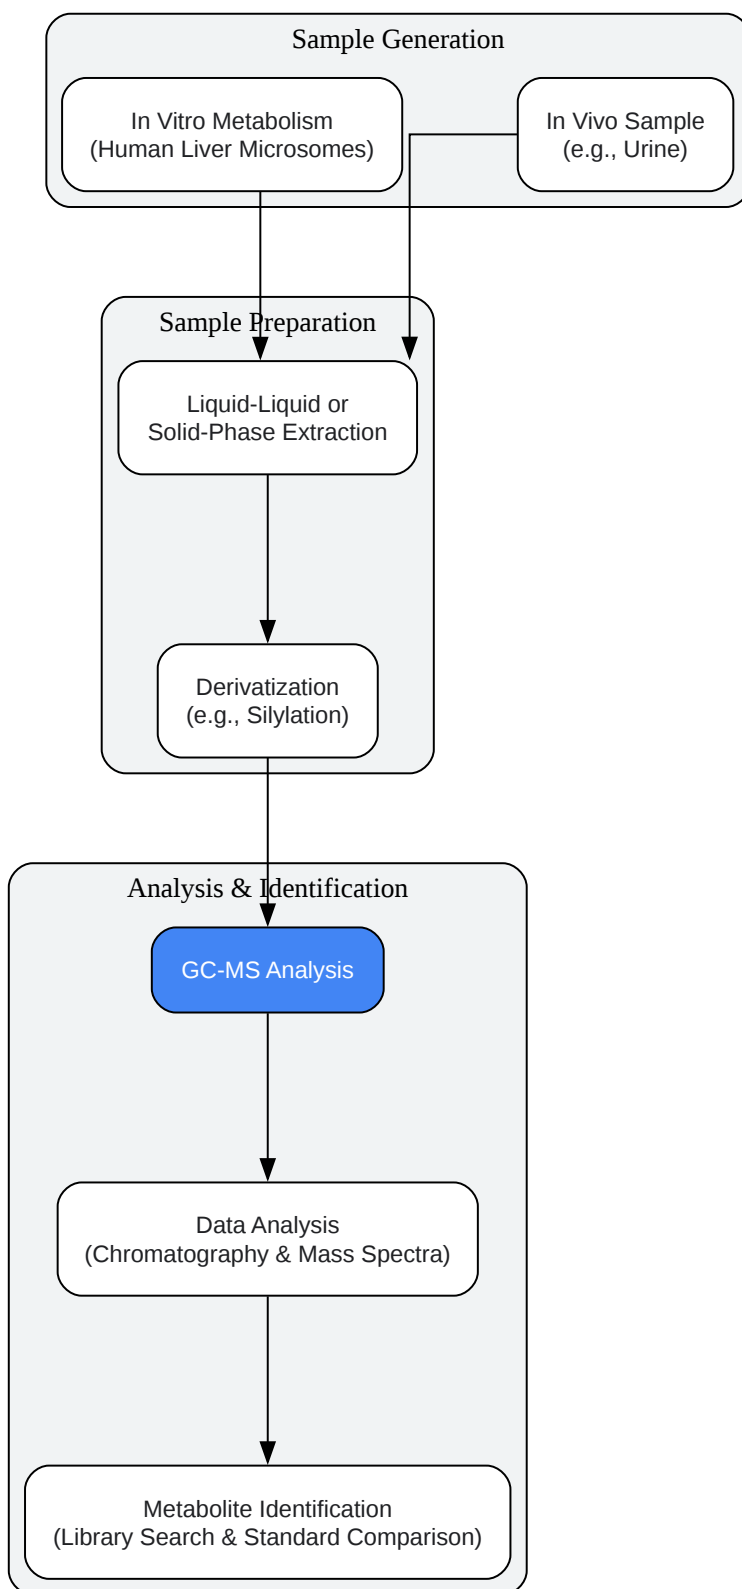 Sample Generation
In Vitro Metabolism
(Human Liver Microsomes)
In Vivo Sample
(e.g., Urine)
Sample Preparation
Liquid-Liquid or
Solid-Phase Extraction
Derivatization
(e.g., Silylation)
Analysis & Identification
GC-MS Analysis
Data Analysis
(Chromatography & Mass Spectra)
Metabolite Identification
(Library Search & Standard Comparison)